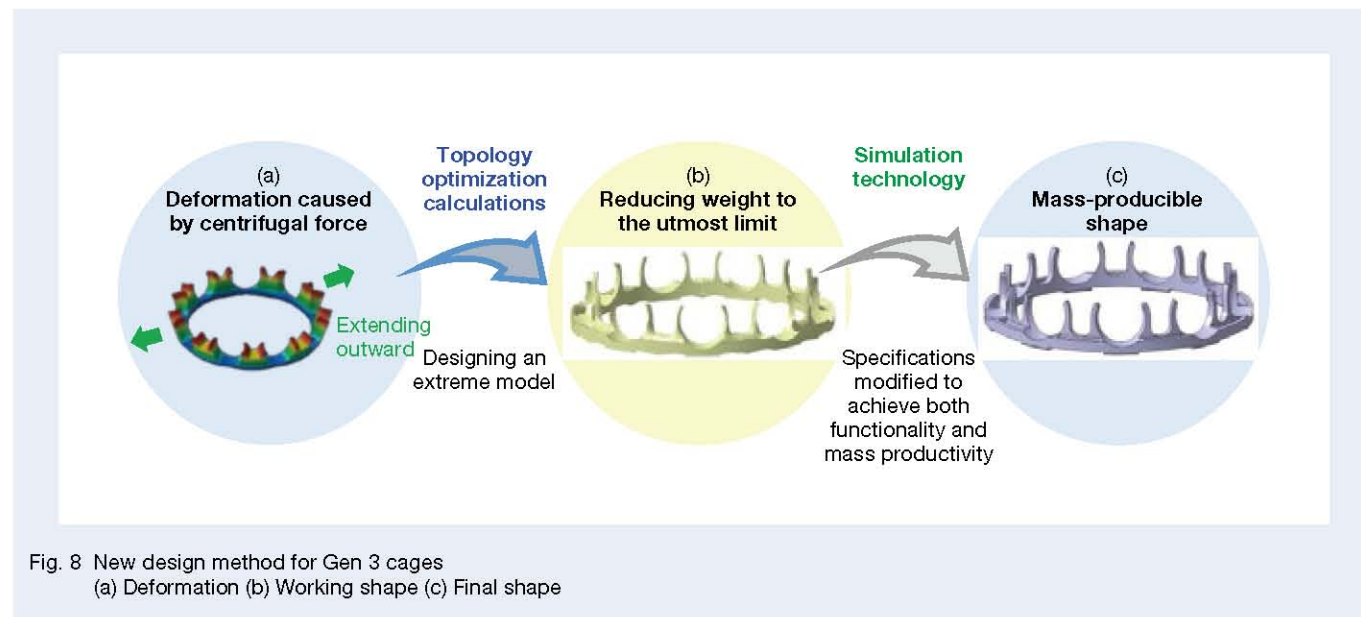 (a)
Deformation caused
by centrifugal force
Extending
outward
Topology
optimization
calculations
Designing an
extreme model
(b)
Reducing weight to
the utmost limit
Simulation
technology
Specifications
modified to
achieve both
functionality and
mass productivity
(c)
Mass-producible
shape
Fig. 8 New design method for Gen 3 cages
(a) Deformation (b) Working shape (c) Final shape